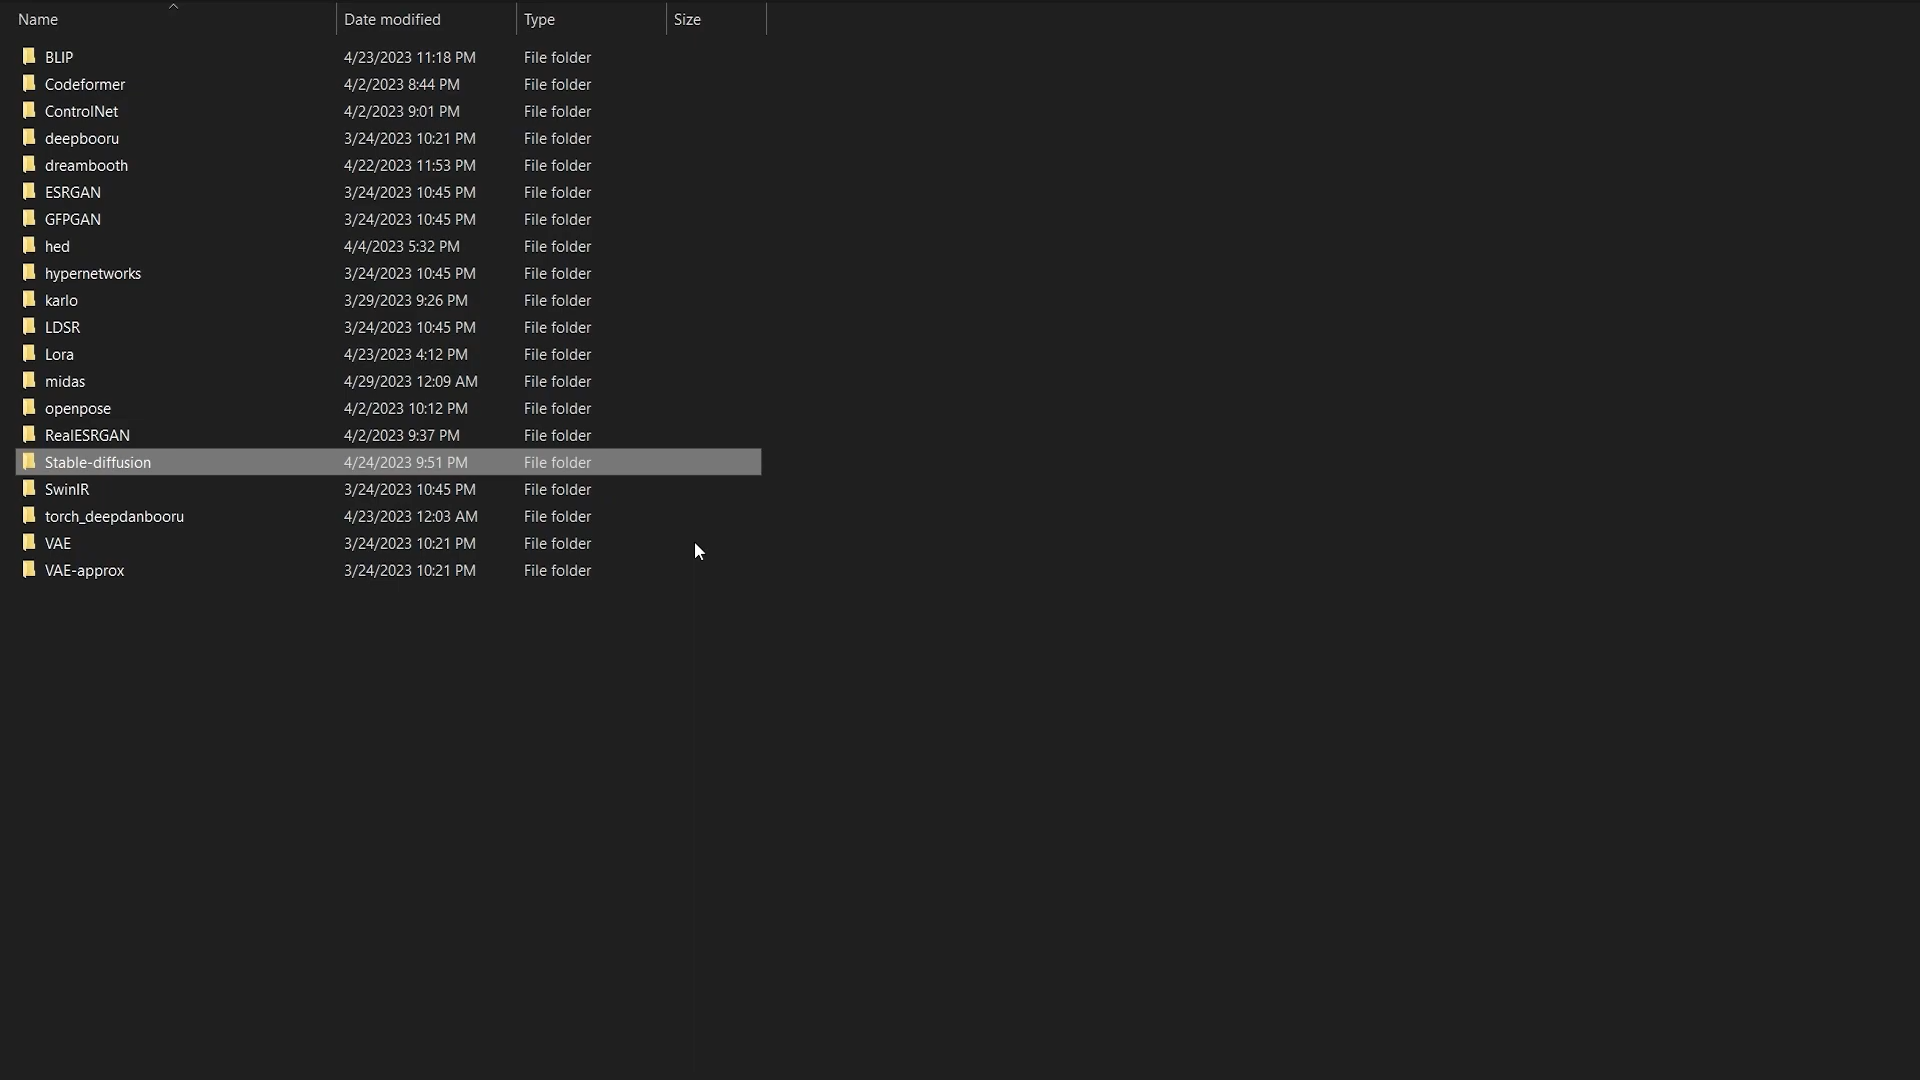 Name Date modified Type Size
BLIP 4/23/2023 11:18 PM File folder
Codeformer 4/2/2023 8:44 PM File folder
ControlNet 4/2/2023 9:01 PM File folder
deepbooru 3/24/2023 10:21 PM File folder
dreambooth 4/22/2023 11:53 PM File folder
ESRGAN 3/24/2023 10:45 PM File folder
GFPGAN 3/24/2023 10:45 PM File folder
hed 4/4/2023 5:32 PM File folder
hypernetworks 3/24/2023 10:45 PM File folder
karlo 3/29/2023 9:26 PM File folder
LDSR 3/24/2023 10:45 PM File folder
Lora 4/23/2023 4:12 PM File folder
midas 4/29/2023 12:09 AM File folder
openpose 4/2/2023 10:12 PM File folder
RealESRGAN 4/2/2023 9:37 PM File folder
Stable-diffusion 4/24/2023 9:51 PM File folder
SwinIR 3/24/2023 10:45 PM File folder
torch_deepdanbooru 4/23/2023 12:03 AM File folder
VAE 3/24/2023 10:21 PM File folder
VAE-approx 3/24/2023 10:21 PM File folder